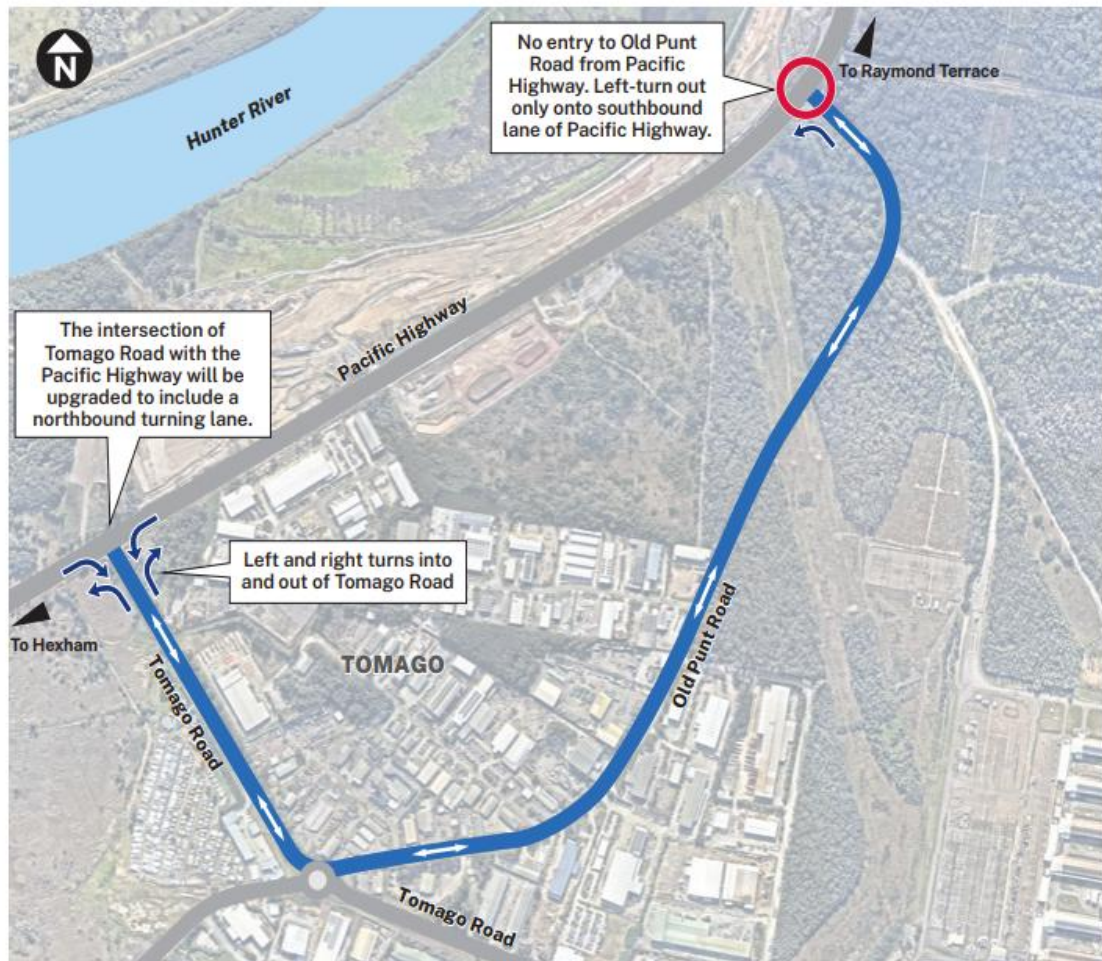 N
Hunter River
No entry to Old Punt
Road from Pacific
Highway. Left-turn out
only onto southbound
lane of Pacific Highway.
To Raymond Terrace
Pacific Highway
The intersection of
Tomago Road with the
Pacific Highway will be
upgraded to include a
northbound turning lane.
Left and right turns into
and out of Tomago Road
To Hexham
TOMAGO
Tomago Road
Old Punt Road
Tomago Road